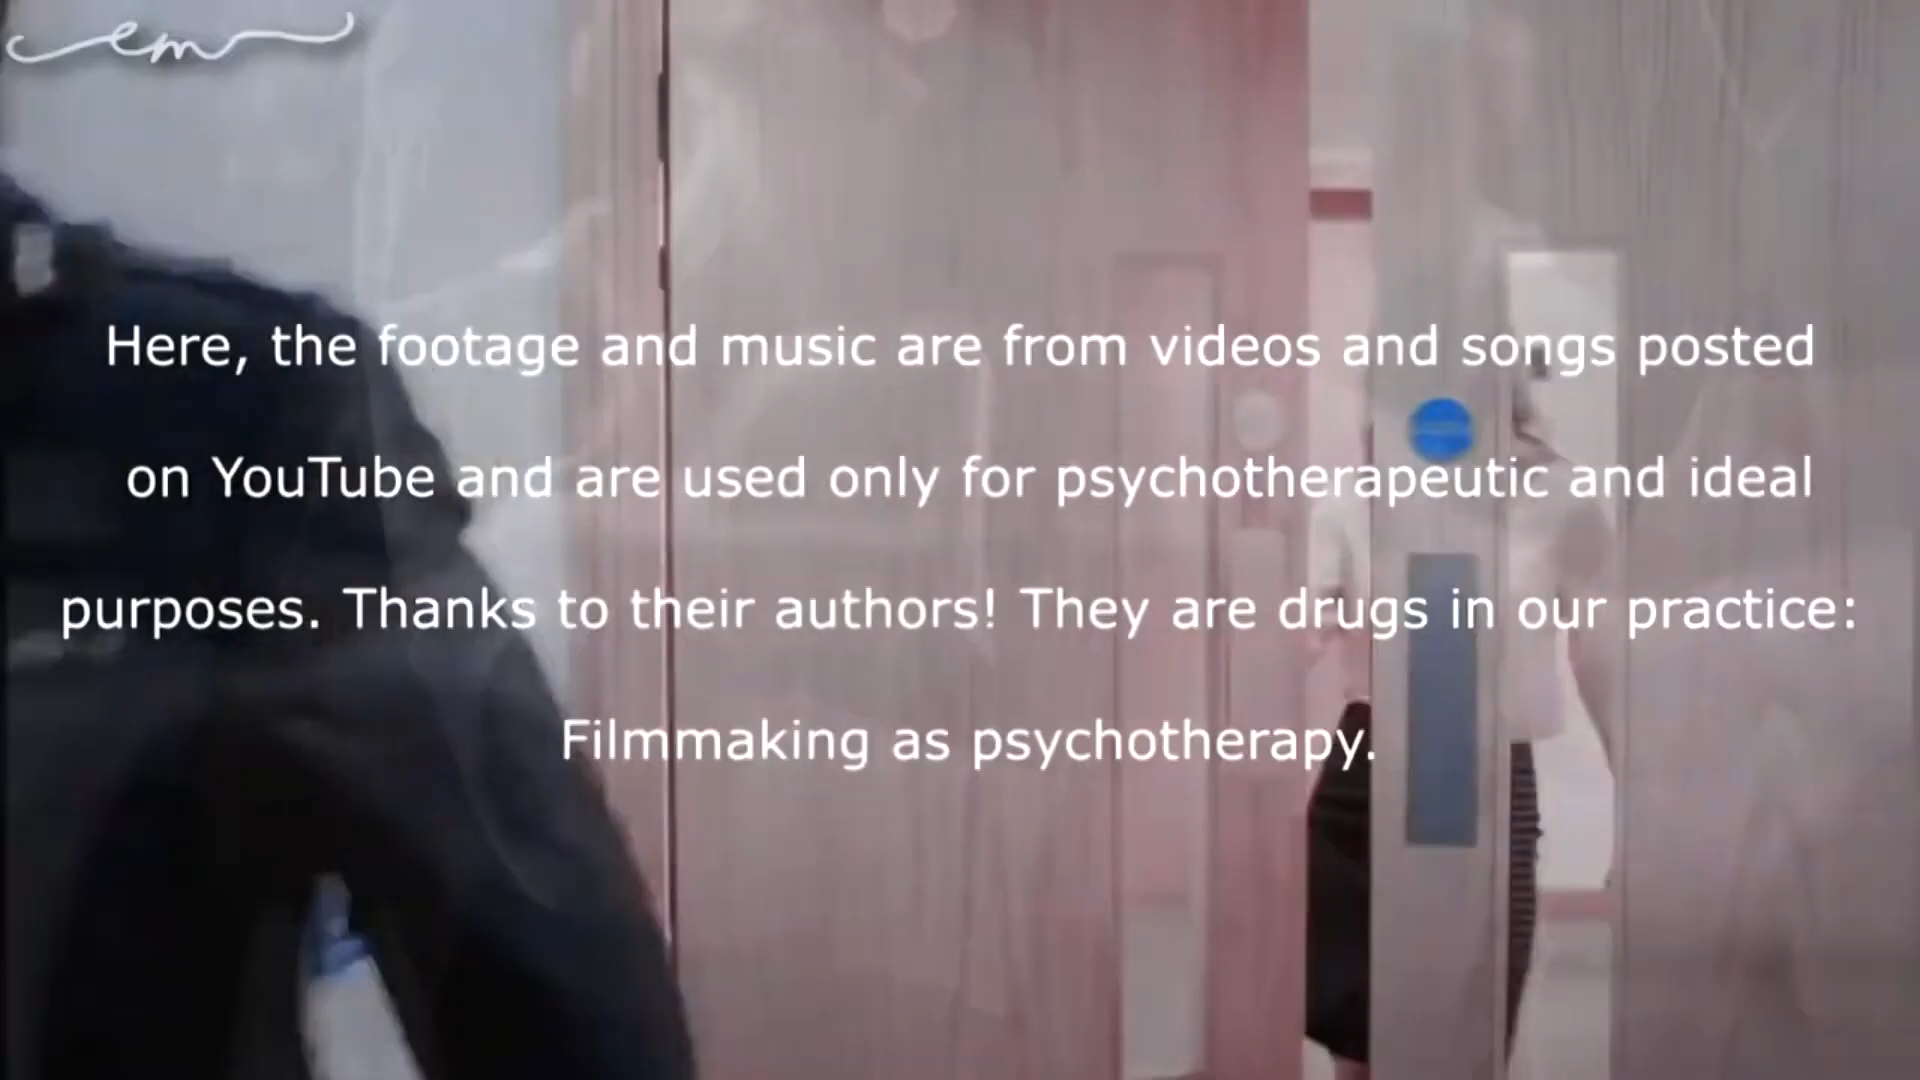 em
Here, the footage and music are from videos and songs posted
on YouTube and are used only for psychotherapeutic and ideal
purposes. Thanks to their authors! They are drugs in our practice:
Filmmaking as psychotherapy.